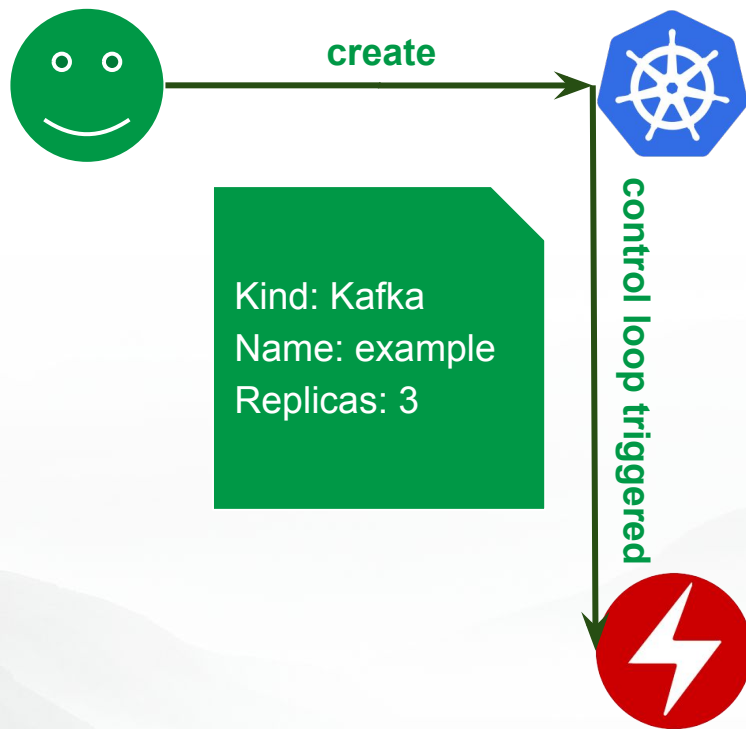 create
Kind: Kafka
Name: example
Replicas: 3
control loop triggered